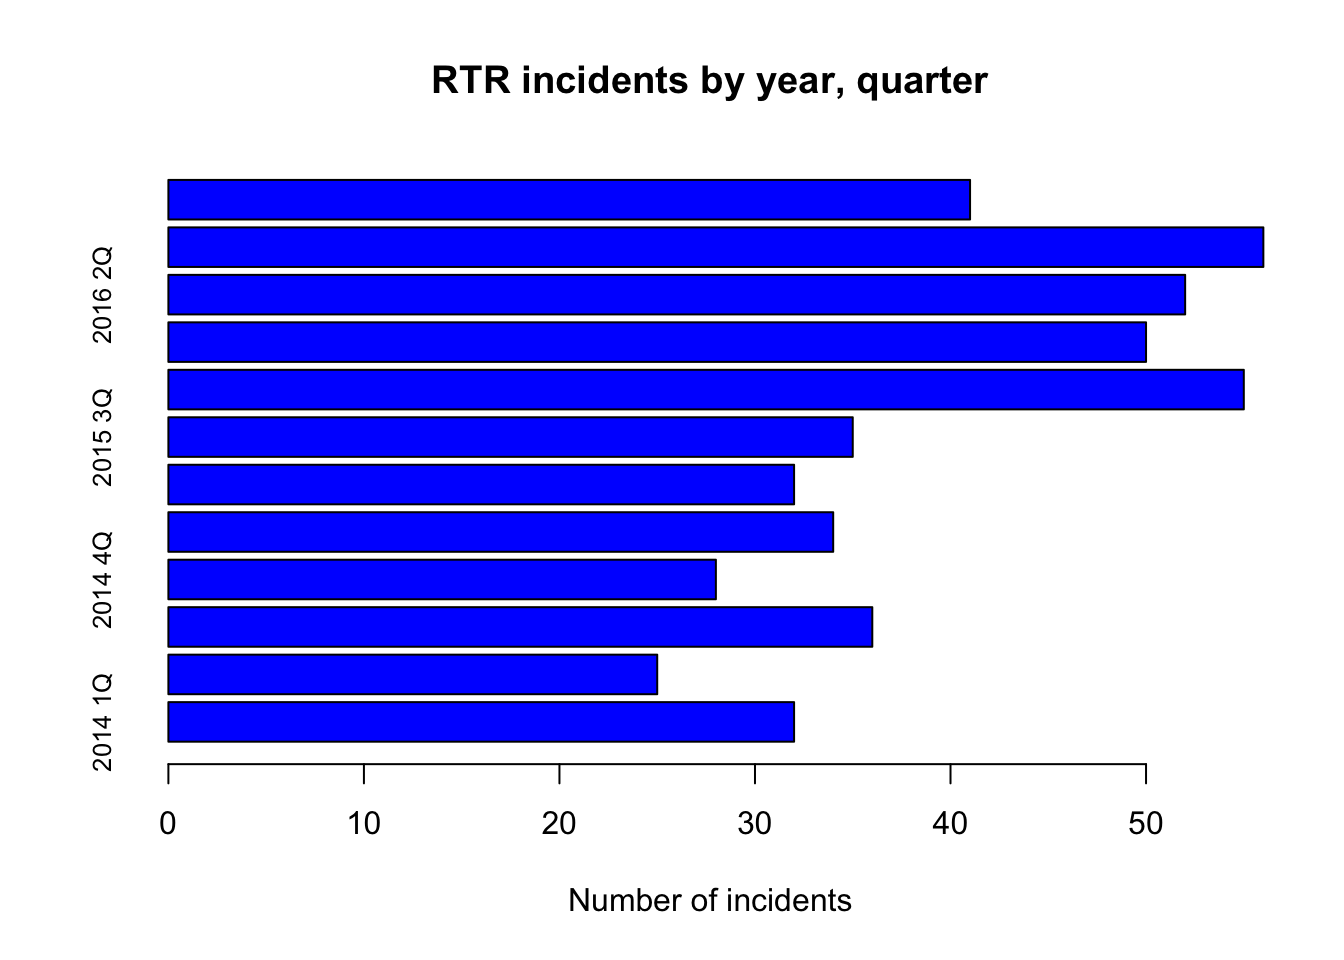 RTR incidents by year, quarter
2016 2Q
2015 3Q
2014 4Q
2014 1Q
0 10 20 30 40 50
Number of incidents